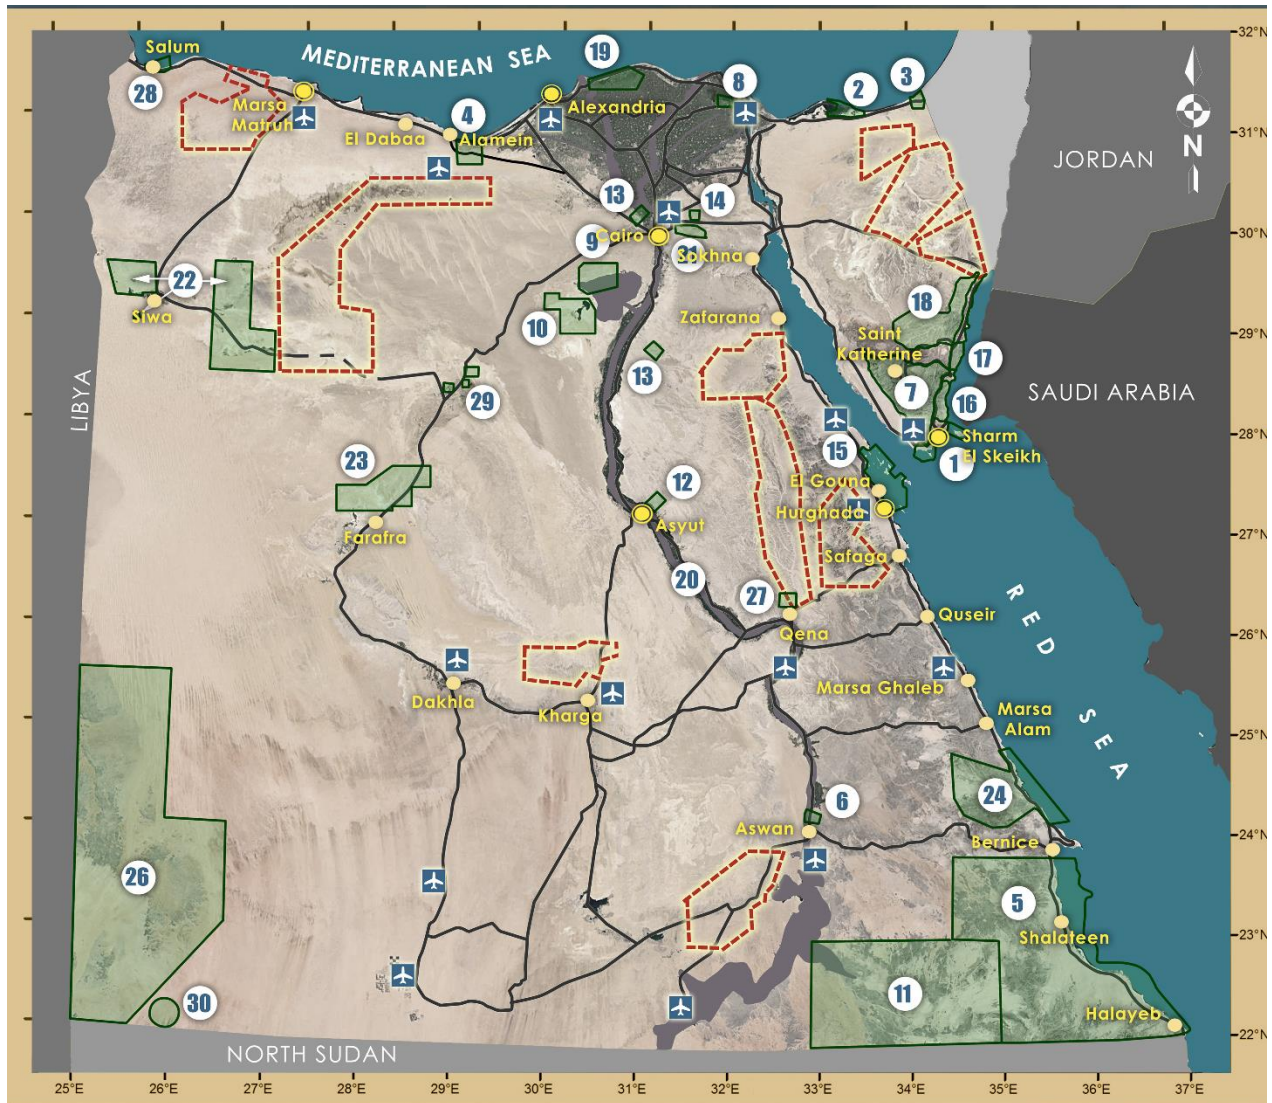 32°N
31°N
30°N
29°N
28°N
27°N
26°N
25°N
24°N
23°N
22°N
25°E
26°E
27°E
28°E
29°E
30°E
31°E
32°E
33°E
34°E
35°E
36°E
37°E
MEDITERRANEAN SEA
RED SEA
JORDAN
SAUDI ARABIA
LIBYA
NORTH SUDAN
N
Salum
28
Marsa
Matruh
El Dabaa
4
Alamein
Alexandria
19
8
2
3
13
14
9
Cairo
21
Sokhna
22
Siwa
10
Zafarana
18
Saint
Katherine
17
7
16
13
29
Sharm
El Skeikh
1
15
23
12
El Gouna
Hurghada
Farafra
Asyut
Safaga
20
27
Qena
Quseir
Dakhla
Kharga
Marsa Ghaleb
Marsa
Alam
24
6
Aswan
Bernice
26
5
Shalateen
11
30
Halayeb